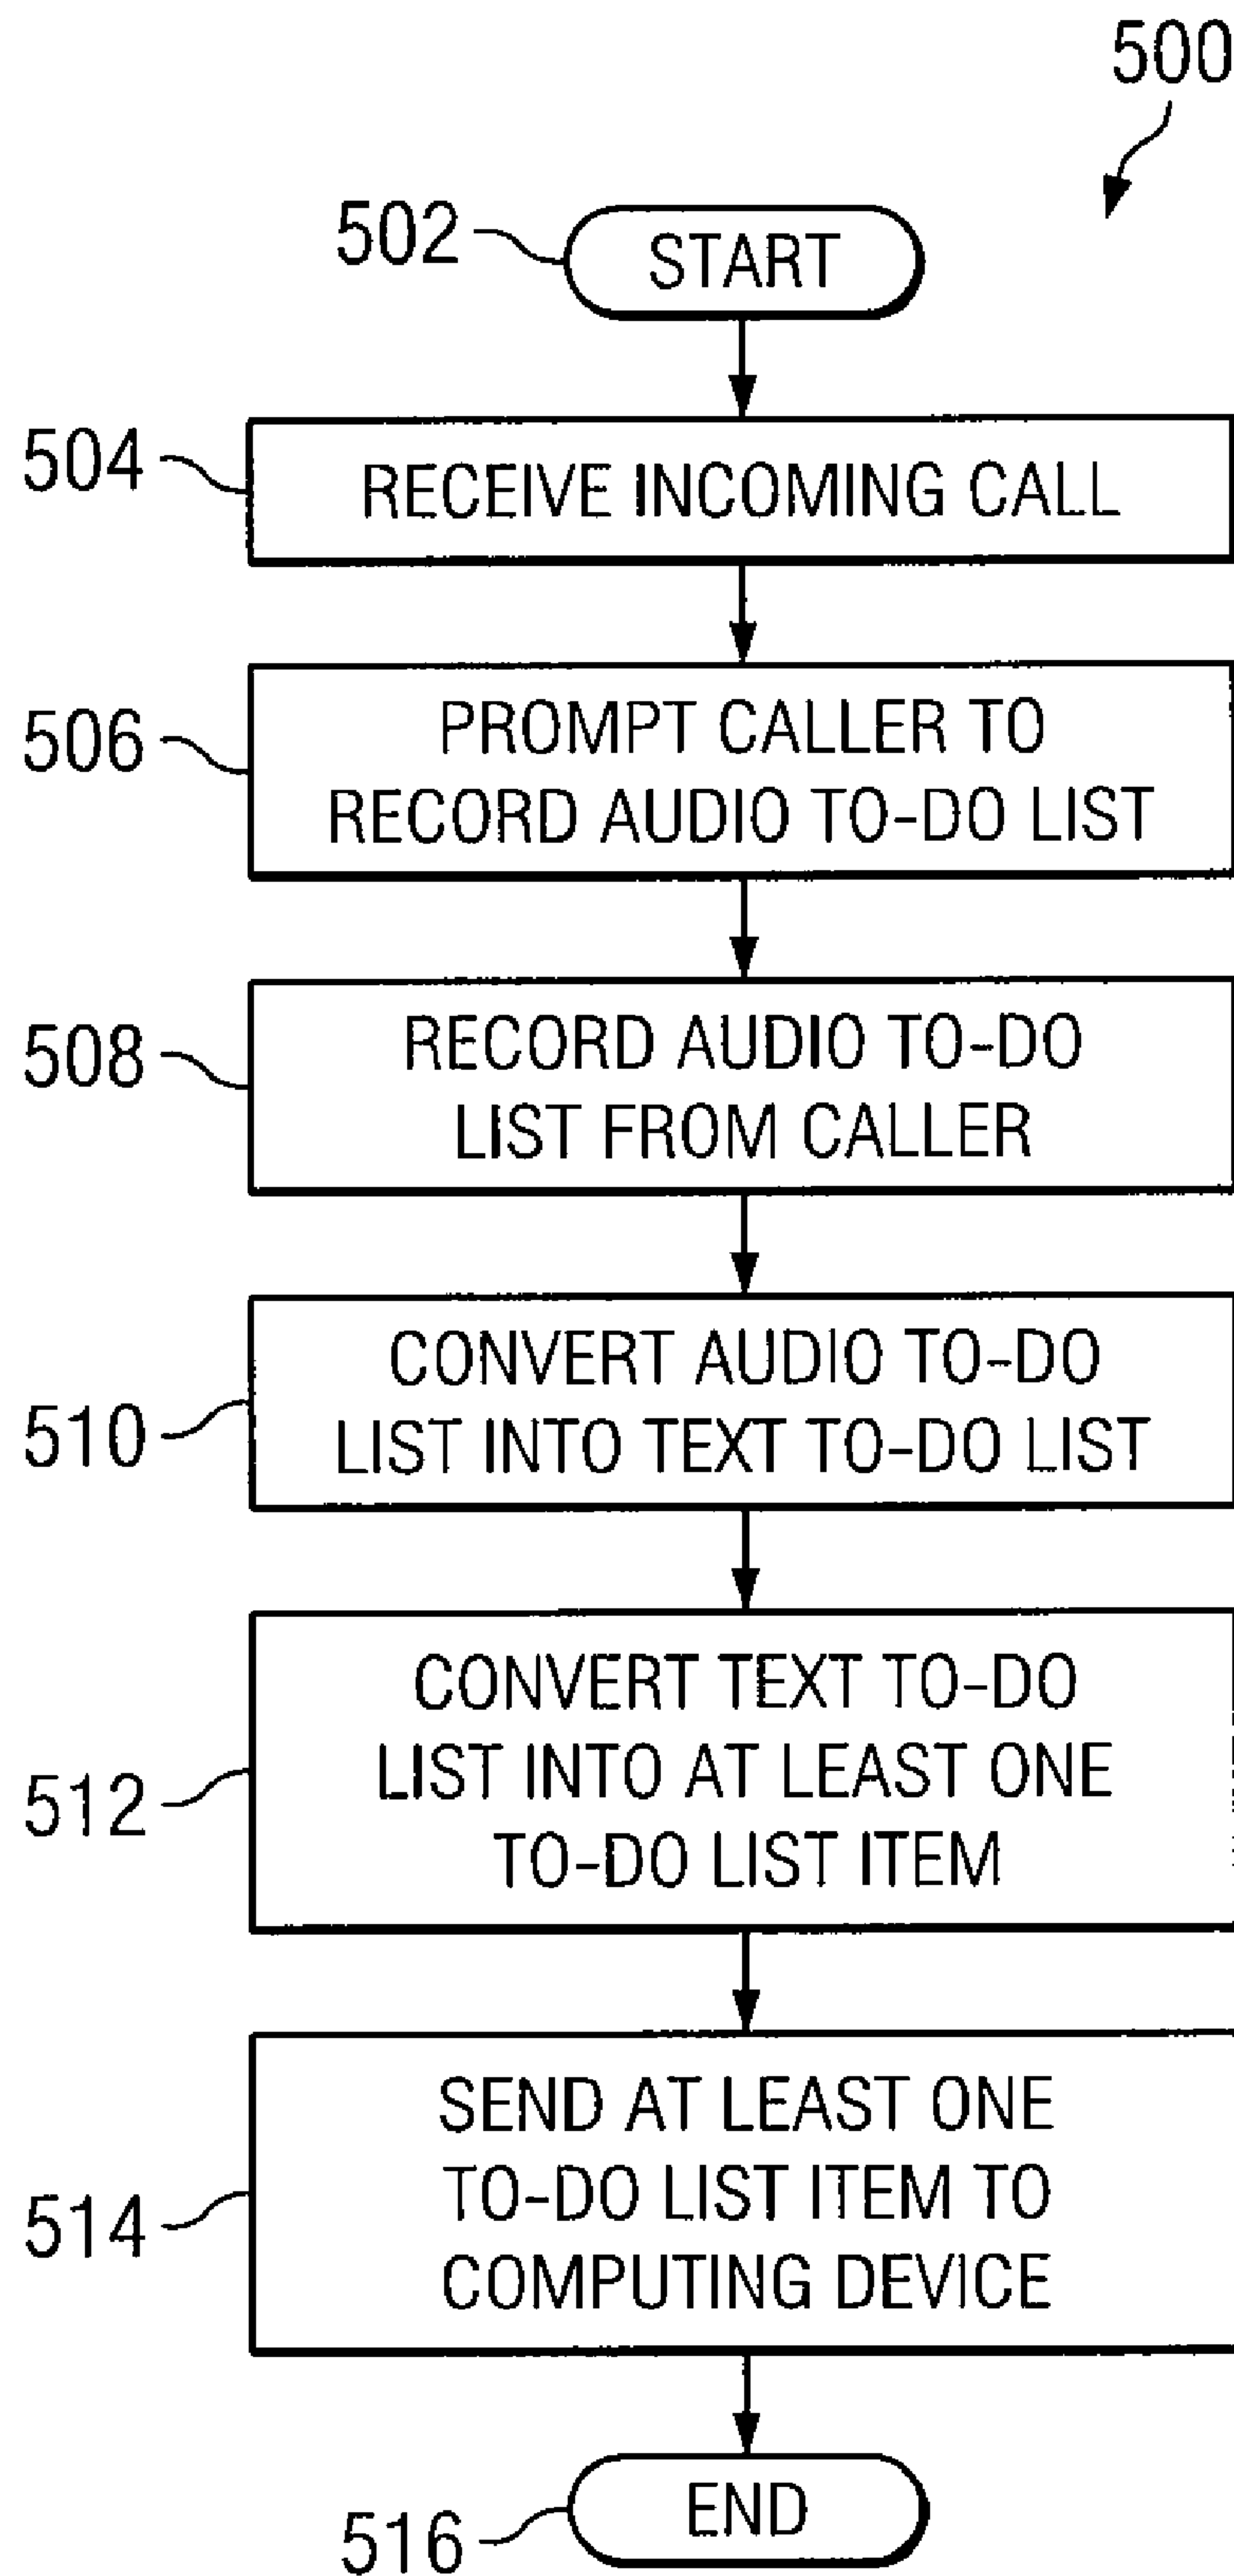 500
502
START
504
RECEIVE INCOMING CALL
506
PROMPT CALLER TO
RECORD AUDIO TO-DO LIST
508
RECORD AUDIO TO-DO
LIST FROM CALLER
510
CONVERT AUDIO TO-DO
LIST INTO TEXT TO-DO LIST
512
CONVERT TEXT TO-DO
LIST INTO AT LEAST ONE
TO-DO LIST ITEM
514
SEND AT LEAST ONE
TO-DO LIST ITEM TO
COMPUTING DEVICE
516
END